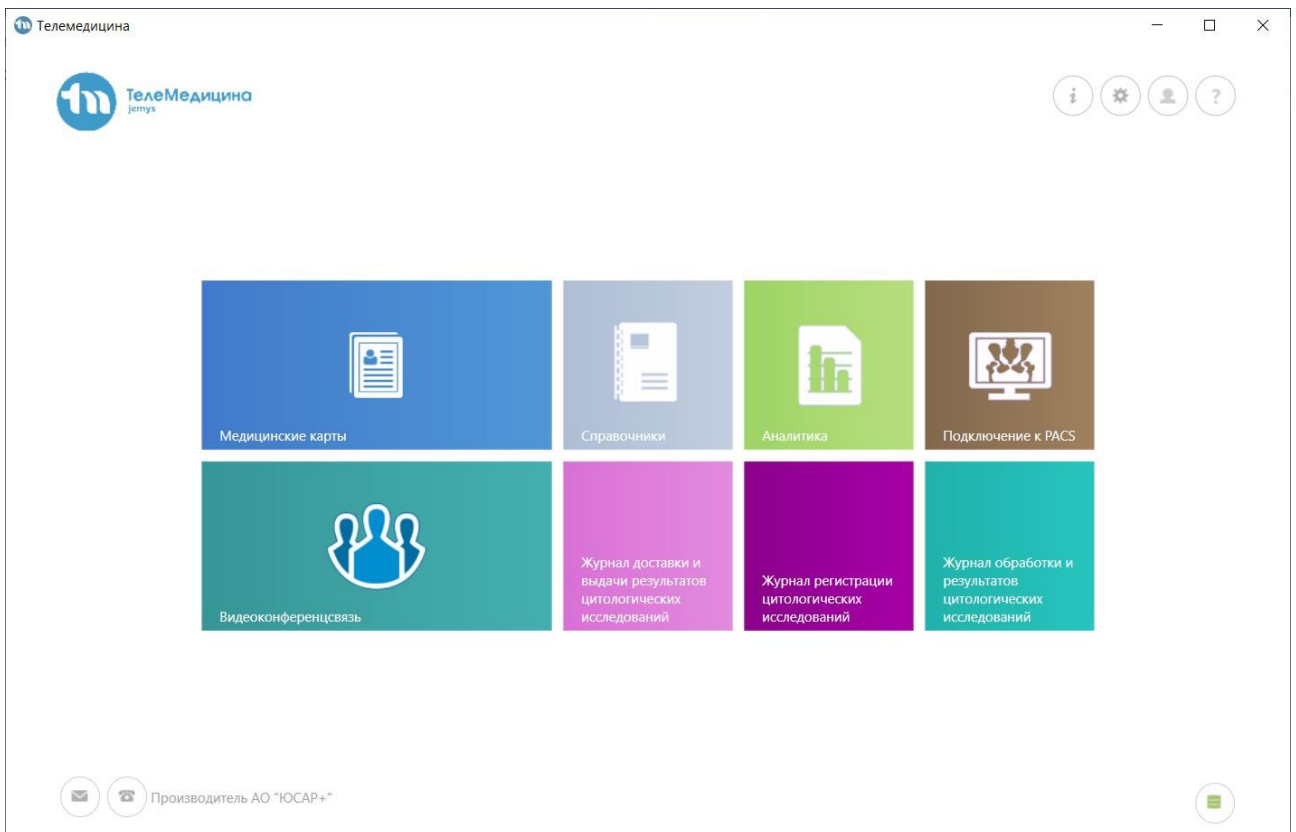 Телемедицина
ТелеМедицина
jemys
Медицинские карты
Справочники
Аналитика
Подключение к PACS
Видеоконференцсвязь
Журнал доставки и
выдачи результатов
цитологических
исследований
Журнал регистрации
цитологических
исследований
Журнал обработки и
результатов
цитологических
исследований
Производитель АО "ЮСАР+"